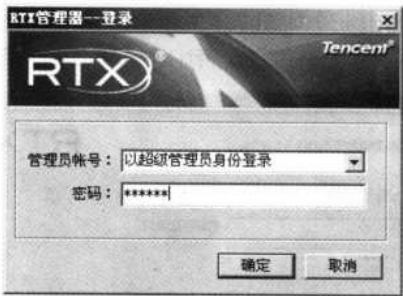 RTX管理器--登录
Tencent
RTX
管理员帐号：以超级管理员身份登录
密码：******
确定 取消